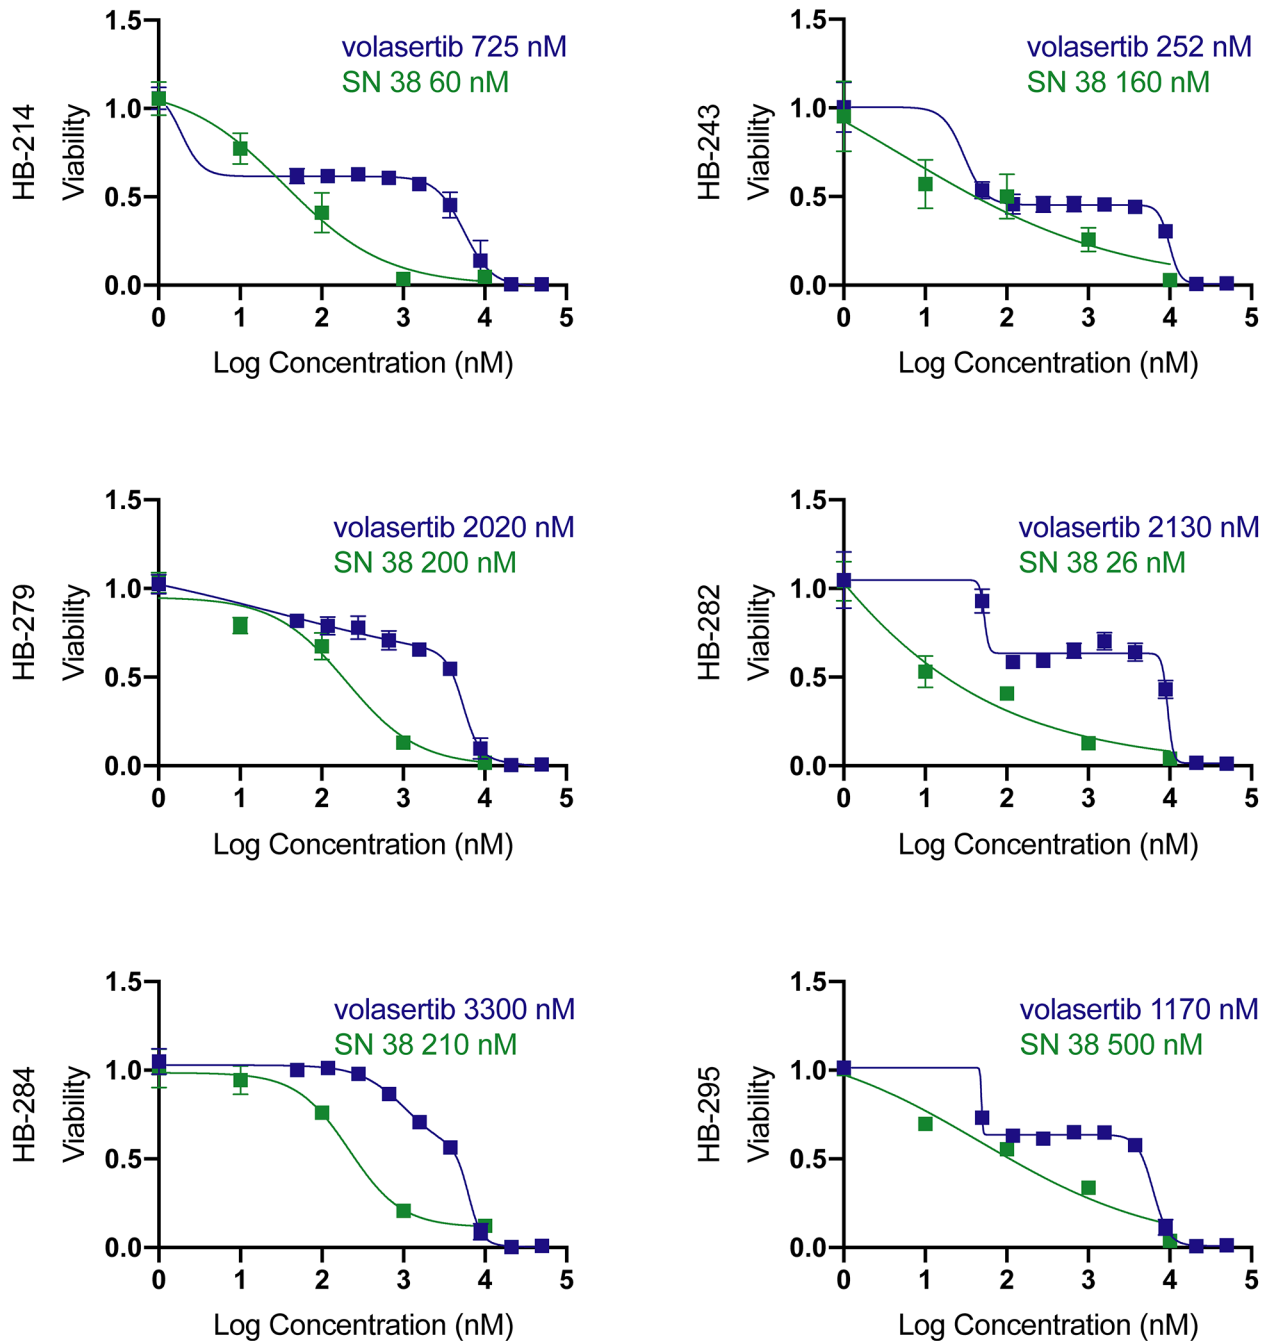 HB-214
Viability
1.5
1.0
0.5
0.0
volasertib 725 nM
SN 38 60 nM
0 1 2 3 4 5
Log Concentration (nM)
HB-243
Viability
1.5
1.0
0.5
0.0
volasertib 252 nM
SN 38 160 nM
0 1 2 3 4 5
Log Concentration (nM)
HB-279
Viability
1.5
1.0
0.5
0.0
volasertib 2020 nM
SN 38 200 nM
0 1 2 3 4 5
Log Concentration (nM)
HB-282
Viability
1.5
1.0
0.5
0.0
volasertib 2130 nM
SN 38 26 nM
0 1 2 3 4 5
Log Concentration (nM)
HB-284
Viability
1.5
1.0
0.5
0.0
volasertib 3300 nM
SN 38 210 nM
0 1 2 3 4 5
Log Concentration (nM)
HB-295
Viability
1.5
1.0
0.5
0.0
volasertib 1170 nM
SN 38 500 nM
0 1 2 3 4 5
Log Concentration (nM)